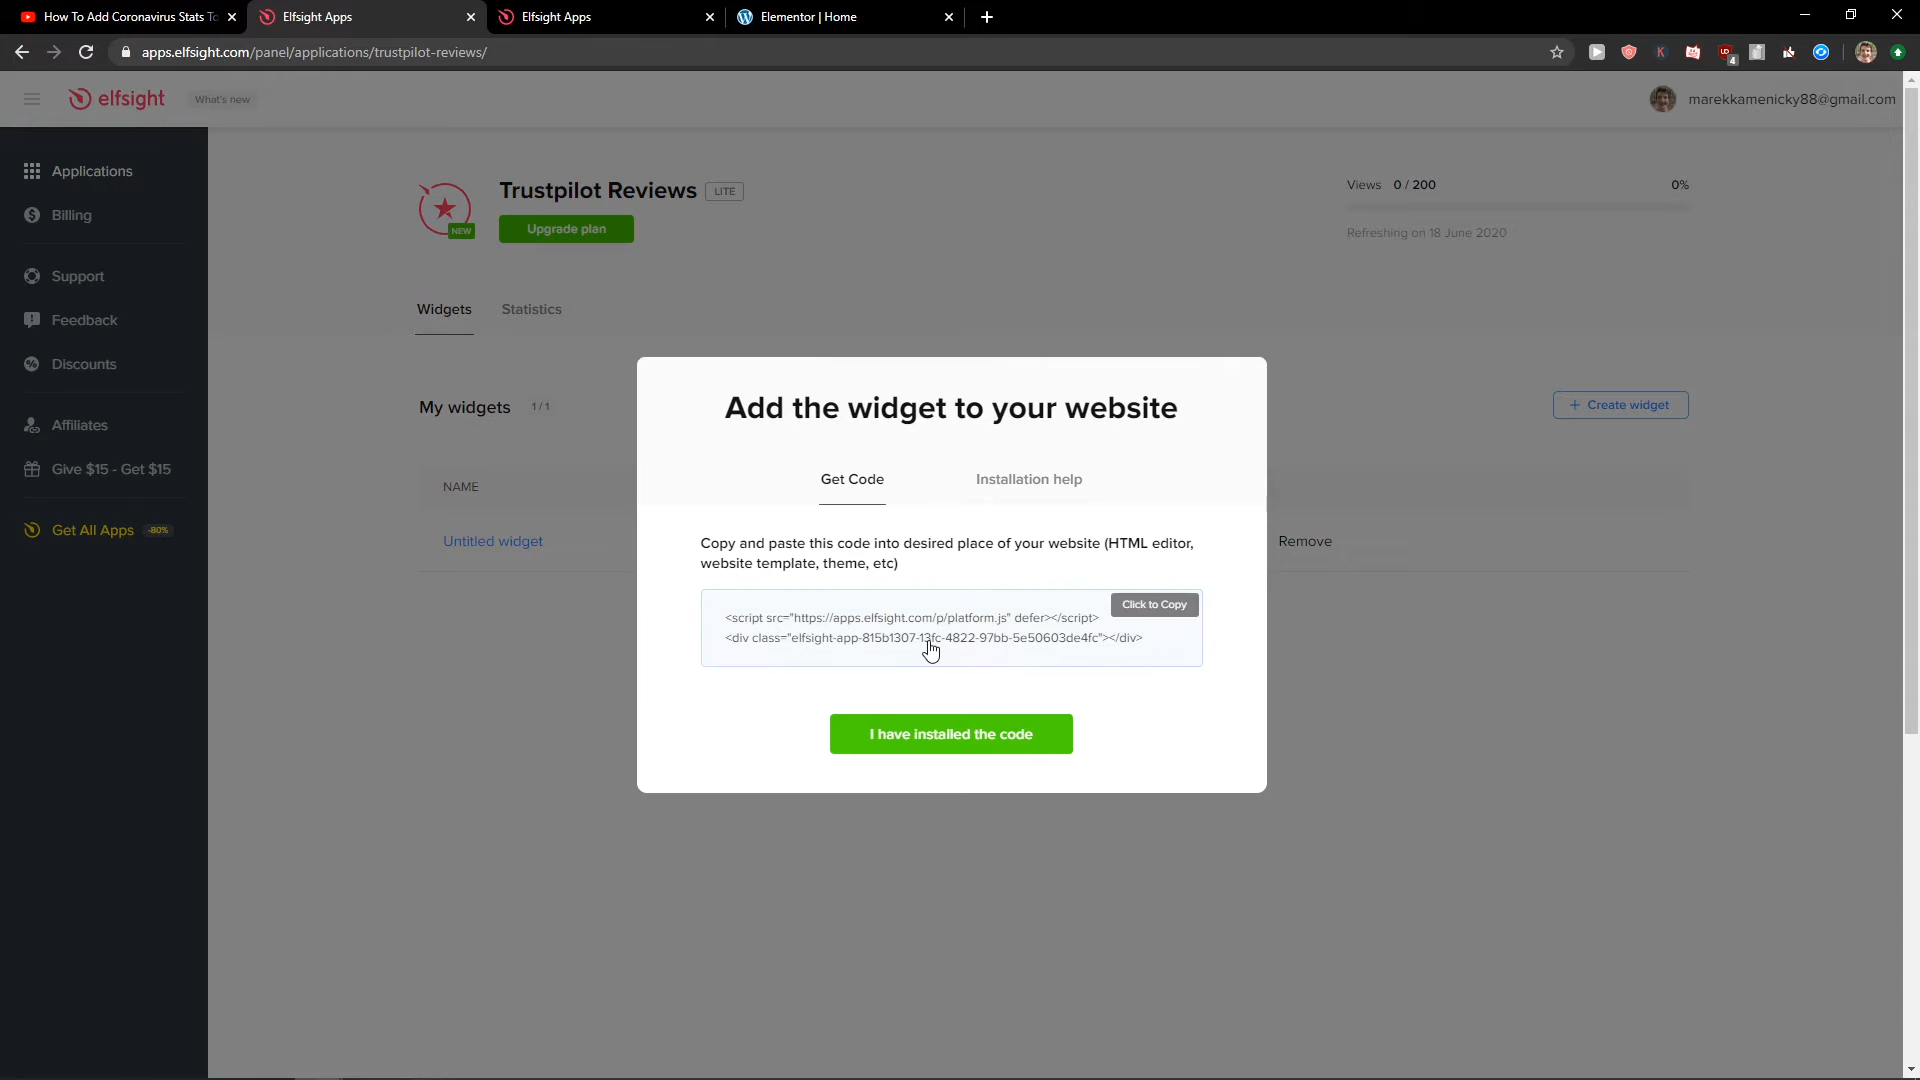 How To Add Coronavirus Stats To
Elfsight Apps
Elfsight Apps
Elementor | Home
apps.elfsight.com/panel/applications/trustpilot-reviews/
4
elfsight
What's new
marekkamenicky88@gmail.com
Applications
Billing
Support
Feedback
Discounts
Affiliates
Give $15 - Get $15
Get All Apps -80%
NEW
Trustpilot Reviews LITE
Upgrade plan
Views 0 / 200 0%
Refreshing on 18 June 2020
Widgets Statistics
My widgets 1 / 1
+ Create widget
NAME
Untitled widget
Remove
Add the widget to your website
Get Code Installation help
Copy and paste this code into desired place of your website (HTML editor,
website template, theme, etc)
Click to Copy
<script src="https://apps.elfsight.com/p/platform.js" defer></script>
<div class="elfsight-app-815b1307-13fc-4822-97bb-5e50603de4fc"></div>
I have installed the code